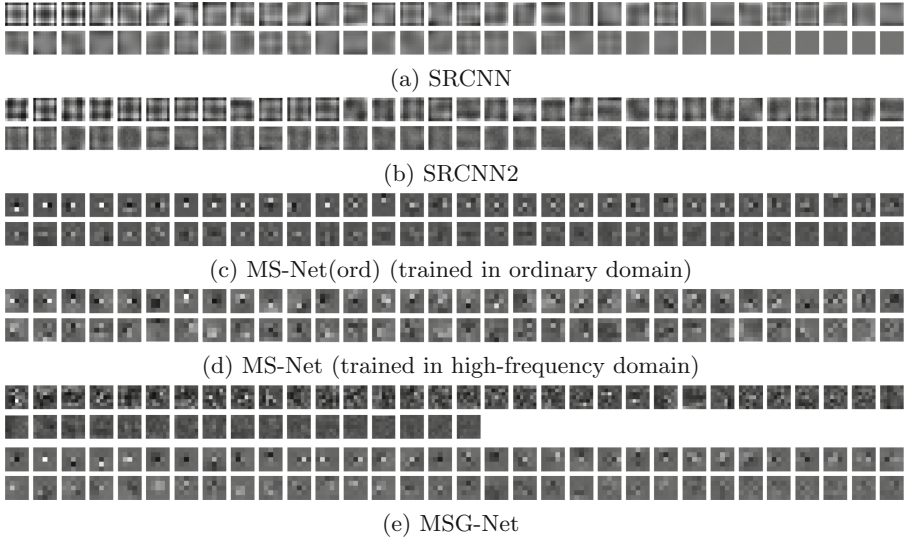 (a) SRCNN
(b) SRCNN2
(c) MS-Net(ord) (trained in ordinary domain)
(d) MS-Net (trained in high-frequency domain)
(e) MSG-Net